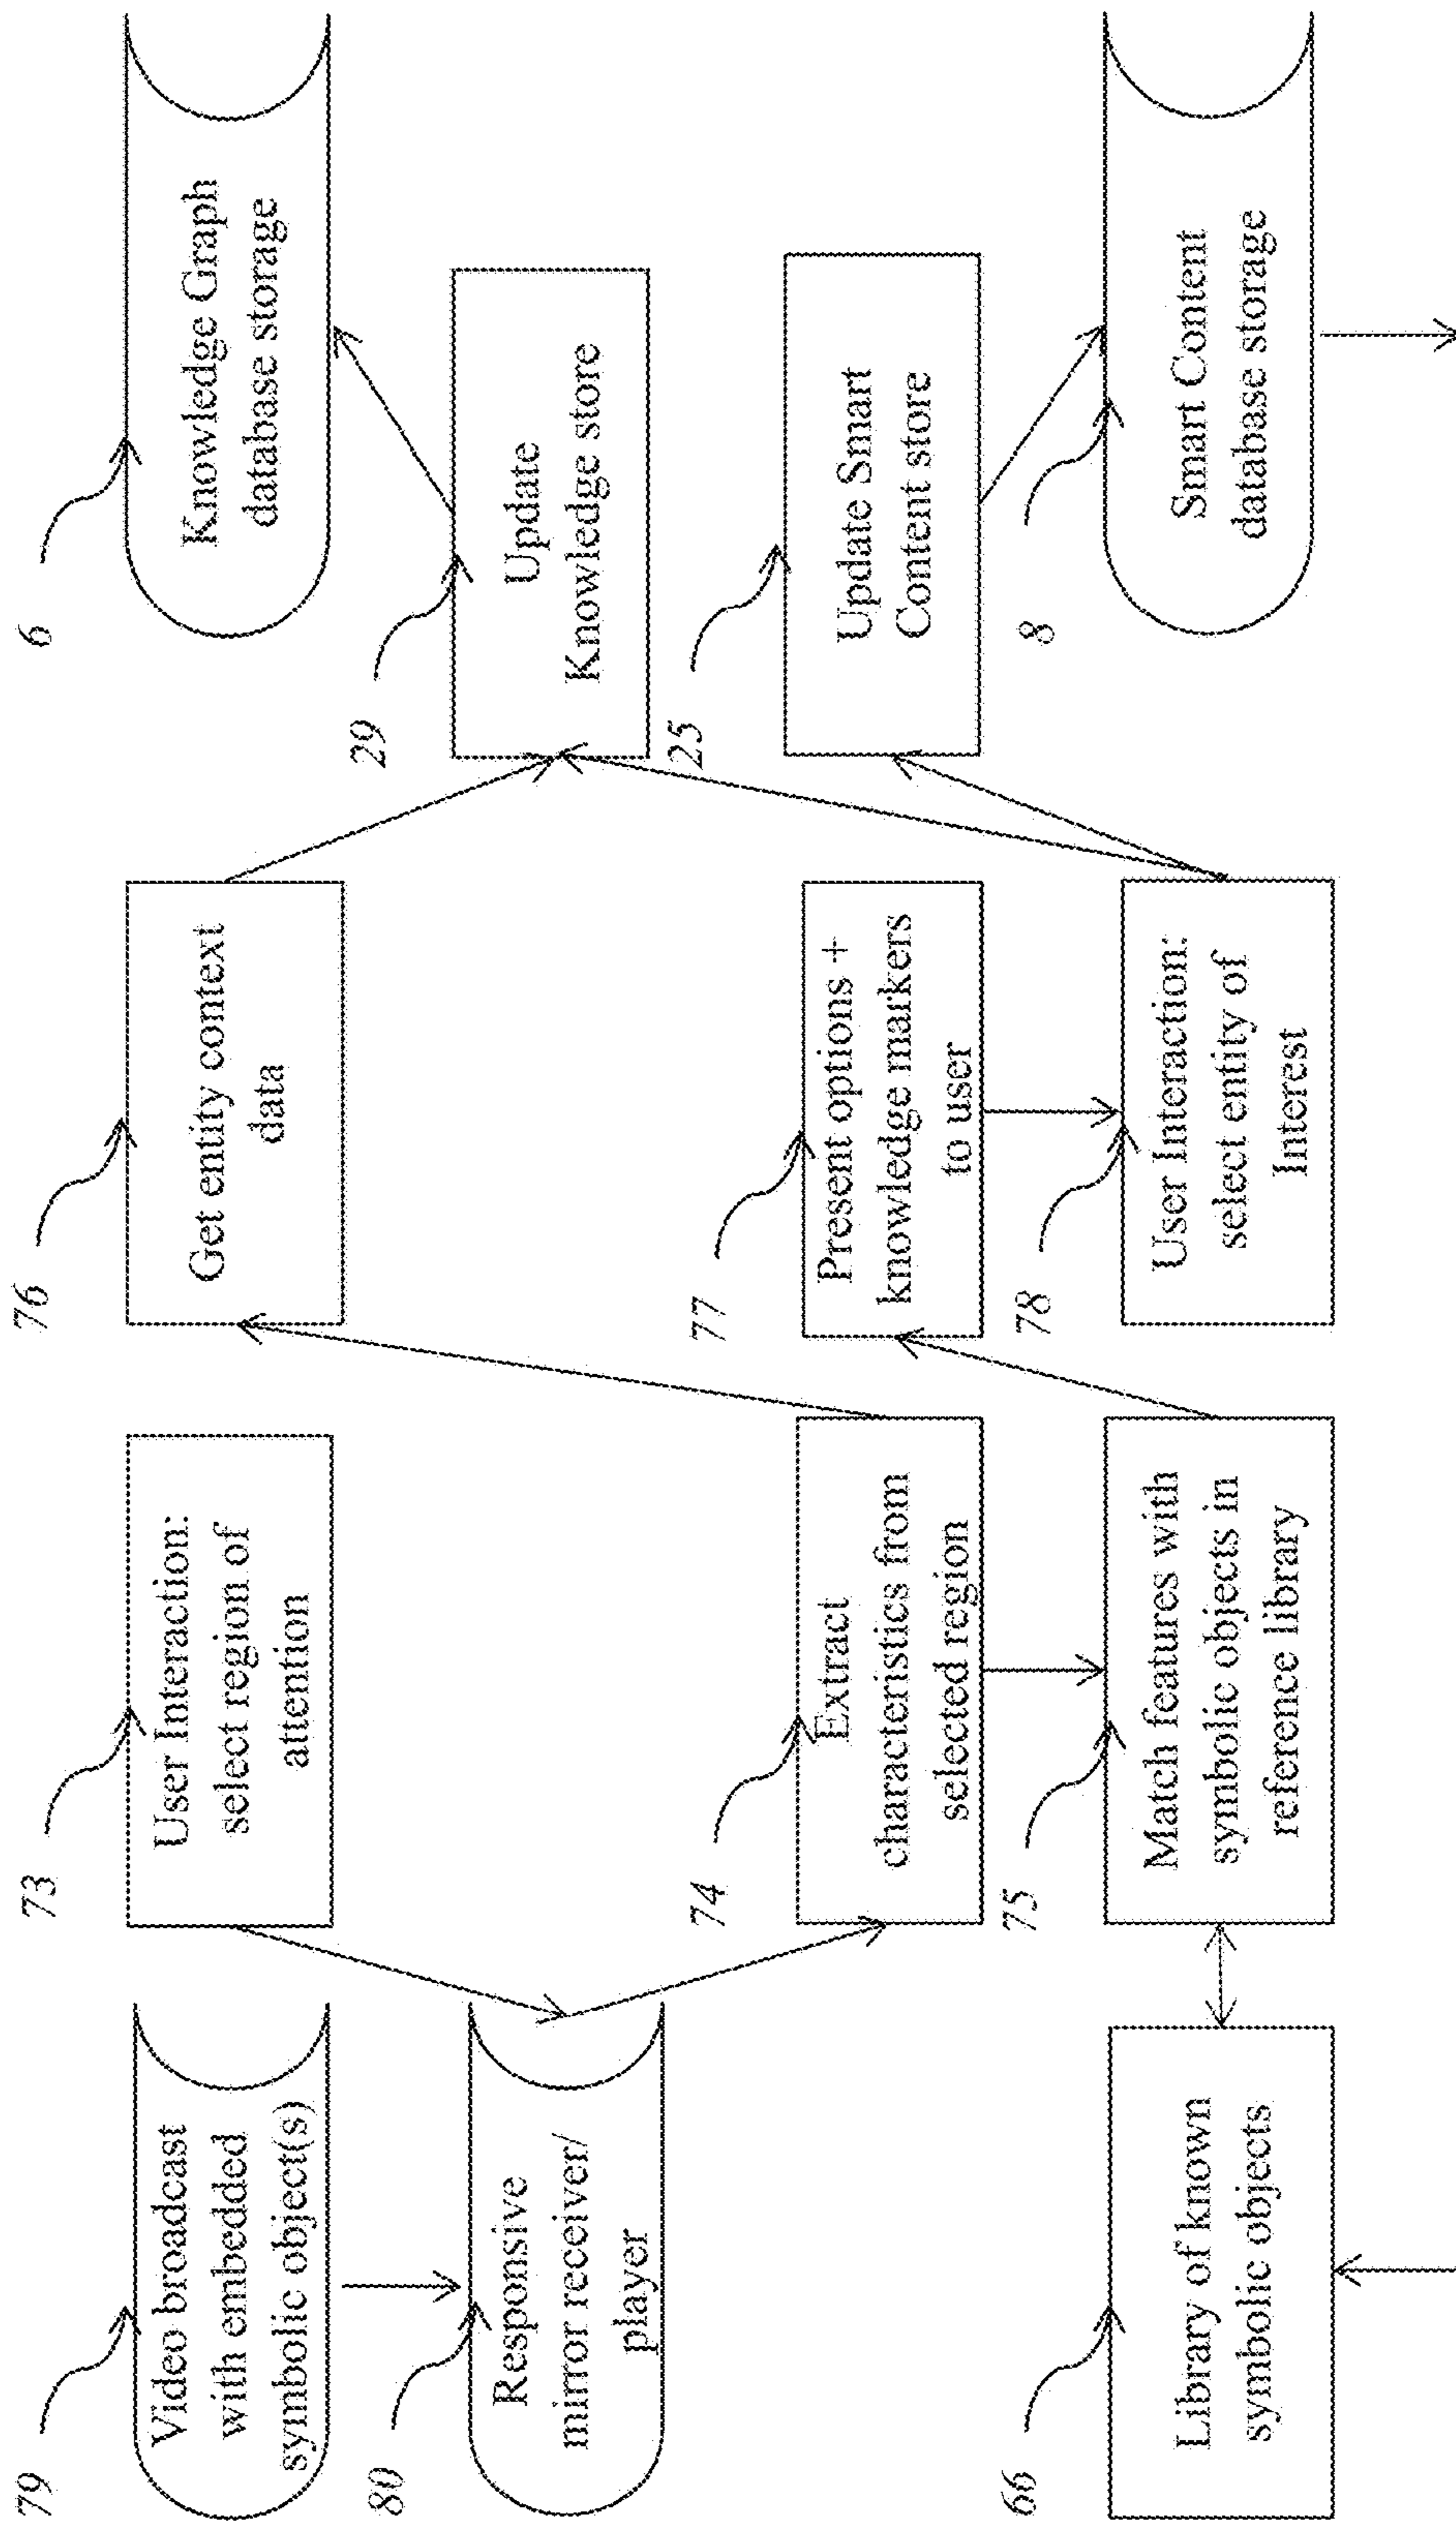 79
Video broadcast
with embedded
symbolic object(s)
80
Responsive
mirror receiver/
player
66
Library of known
symbolic objects
73
User Interaction:
select region of
attention
74
Extract
characteristics from
selected region
75
Match features with
symbolic objects in
reference library
76
Get entity context
data
77
Present options +
knowledge markers
to user
78
User Interaction:
select entity of
Interest
6
Knowledge Graph
database storage
29
Update
Knowledge store
25
Update Smart
Content store
8
Smart Content
database storage